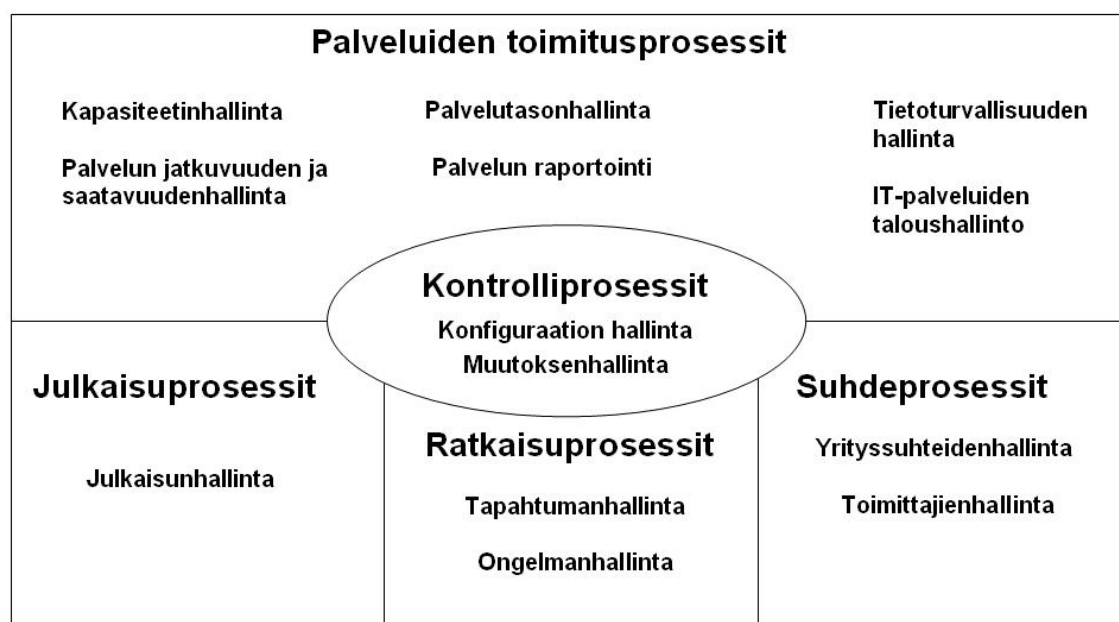 Palveluiden toimitusprosessit
Kapasiteetinhallinta
Palvelun jatkuvuuden ja
saatavuudenhallinta
Palvelutasonhallinta
Palvelun raportointi
Tietoturvallisuuden
hallinta
IT-palveluiden
taloushallinto
Kontrolliprosessit
Konfiguraation hallinta
Muutoksenhallinta
Julkaisuprosessit
Julkaisunhallinta
Ratkaisuprosessit
Tapahtumanhallinta
Ongelmanhallinta
Suhdeprosessit
Yrityssuhteidenhallinta
Toimittajienhallinta